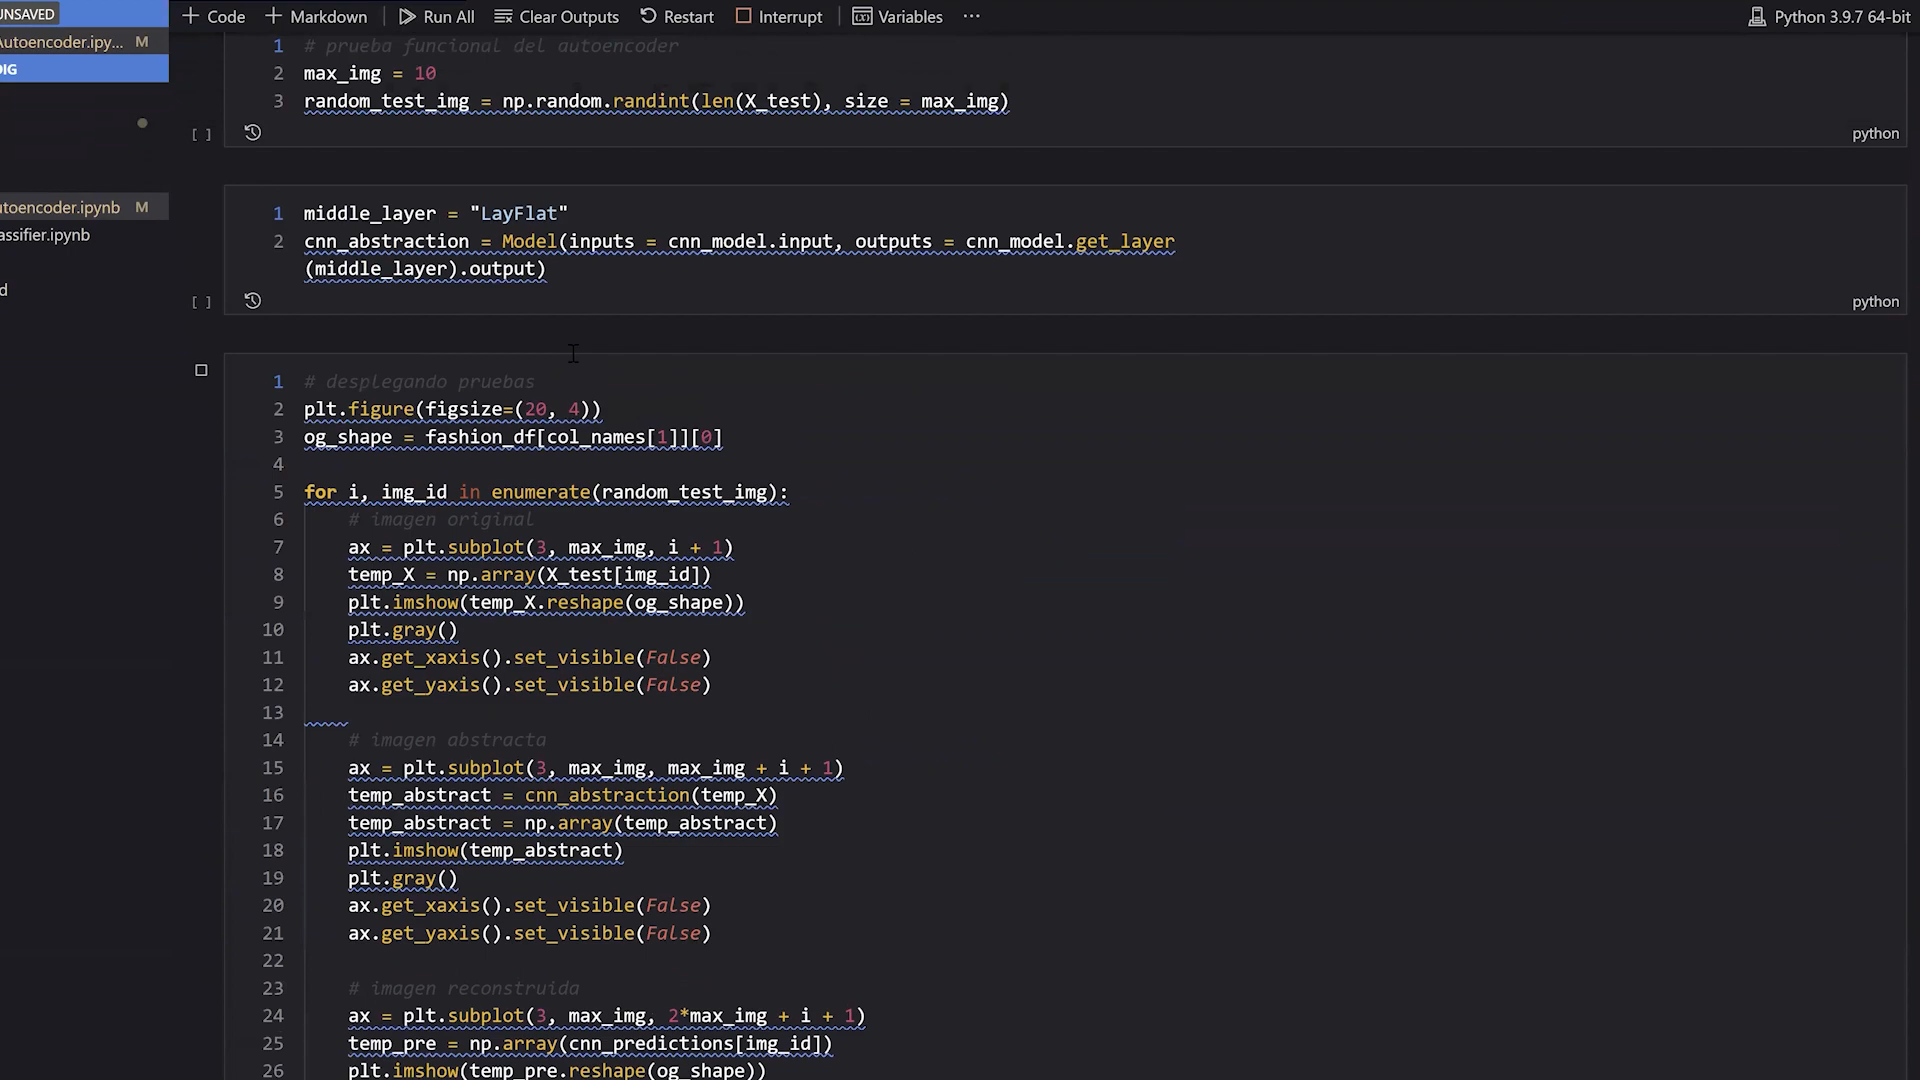 UNSAVED
Code Markdown Run All Clear Outputs Restart Interrupt Variables ··· Python 3.9.7 64-bit
Autoencoder.ipy... M
DIG
utoencoder.ipynb M
assifier.ipynb
d
1 # prueba funcional del autoencoder
2 max_img = 10
3 random_test_img = np.random.randint(len(X_test), size = max_img)
[ ] python
1 middle_layer = "LayFlat"
2 cnn_abstraction = Model(inputs = cnn_model.input, outputs = cnn_model.get_layer
(middle_layer).output)
[ ] python
1 # desplegando pruebas
2 plt.figure(figsize=(20, 4))
3 og_shape = fashion_df[col_names[1]][0]
4
5 for i, img_id in enumerate(random_test_img):
6 # imagen original
7 ax = plt.subplot(3, max_img, i + 1)
8 temp_X = np.array(X_test[img_id])
9 plt.imshow(temp_X.reshape(og_shape))
10 plt.gray()
11 ax.get_xaxis().set_visible(False)
12 ax.get_yaxis().set_visible(False)
13
14 # imagen abstracta
15 ax = plt.subplot(3, max_img, max_img + i + 1)
16 temp_abstract = cnn_abstraction(temp_X)
17 temp_abstract = np.array(temp_abstract)
18 plt.imshow(temp_abstract)
19 plt.gray()
20 ax.get_xaxis().set_visible(False)
21 ax.get_yaxis().set_visible(False)
22
23 # imagen reconstruida
24 ax = plt.subplot(3, max_img, 2*max_img + i + 1)
25 temp_pre = np.array(cnn_predictions[img_id])
26 plt.imshow(temp_pre.reshape(og_shape))